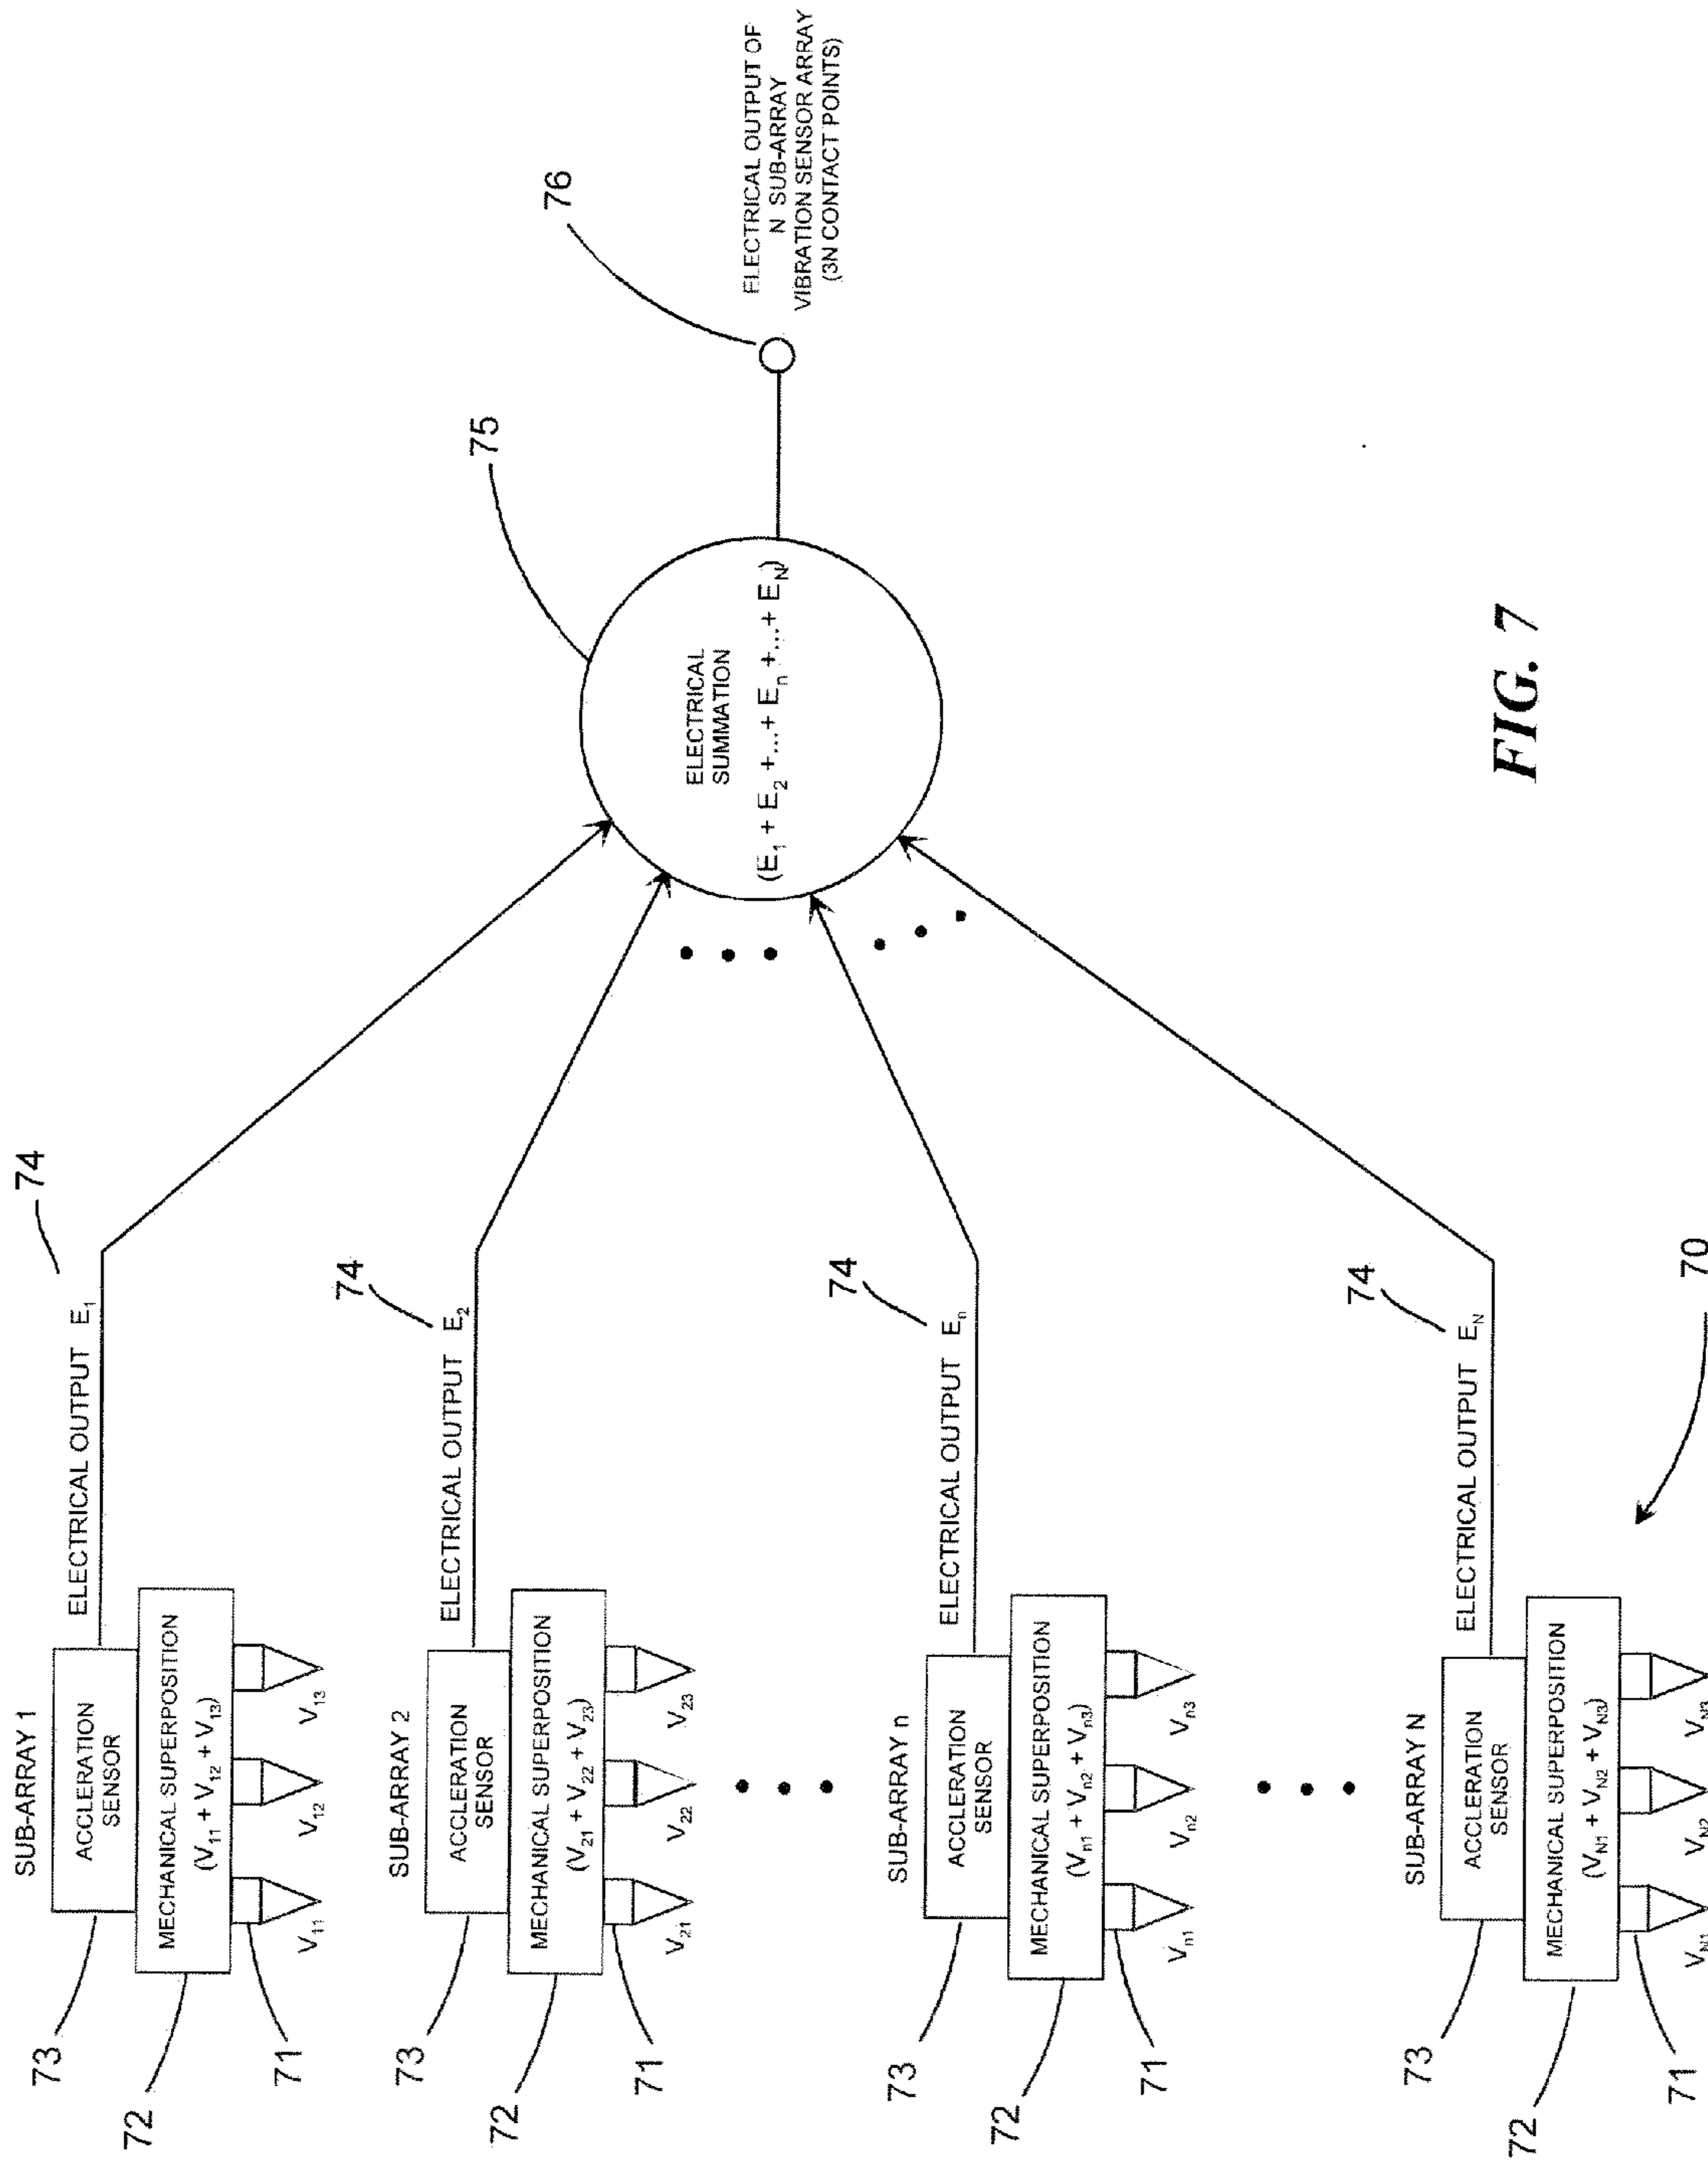 SUB-ARRAY 1
ACCLERATION
SENSOR
MECHANICAL SUPERPOSITION
(V11 + V12 + V13)
V11
V12
V13
73
72
71
ELECTRICAL OUTPUT E1
74
SUB-ARRAY 2
ACCLERATION
SENSOR
MECHANICAL SUPERPOSITION
(V21 + V22 + V23)
V21
V22
V23
73
72
71
ELECTRICAL OUTPUT E2
74
SUB-ARRAY n
ACCLERATION
SENSOR
MECHANICAL SUPERPOSITION
(Vn1 + Vn2 + Vn3)
Vn1
Vn2
Vn3
73
72
71
ELECTRICAL OUTPUT En
74
SUB-ARRAY N
ACCLERATION
SENSOR
MECHANICAL SUPERPOSITION
(VN1 + VN2 + VN3)
VN1
VN2
VN3
73
72
71
ELECTRICAL OUTPUT EN
74
70
ELECTRICAL
SUMMATION
(E1 + E2 +...+ En +...+ EN)
75
76
ELECTRICAL OUTPUT OF
N SUB-ARRAY
VIBRATION SENSOR ARRAY
(3N CONTACT POINTS)
FIG. 7